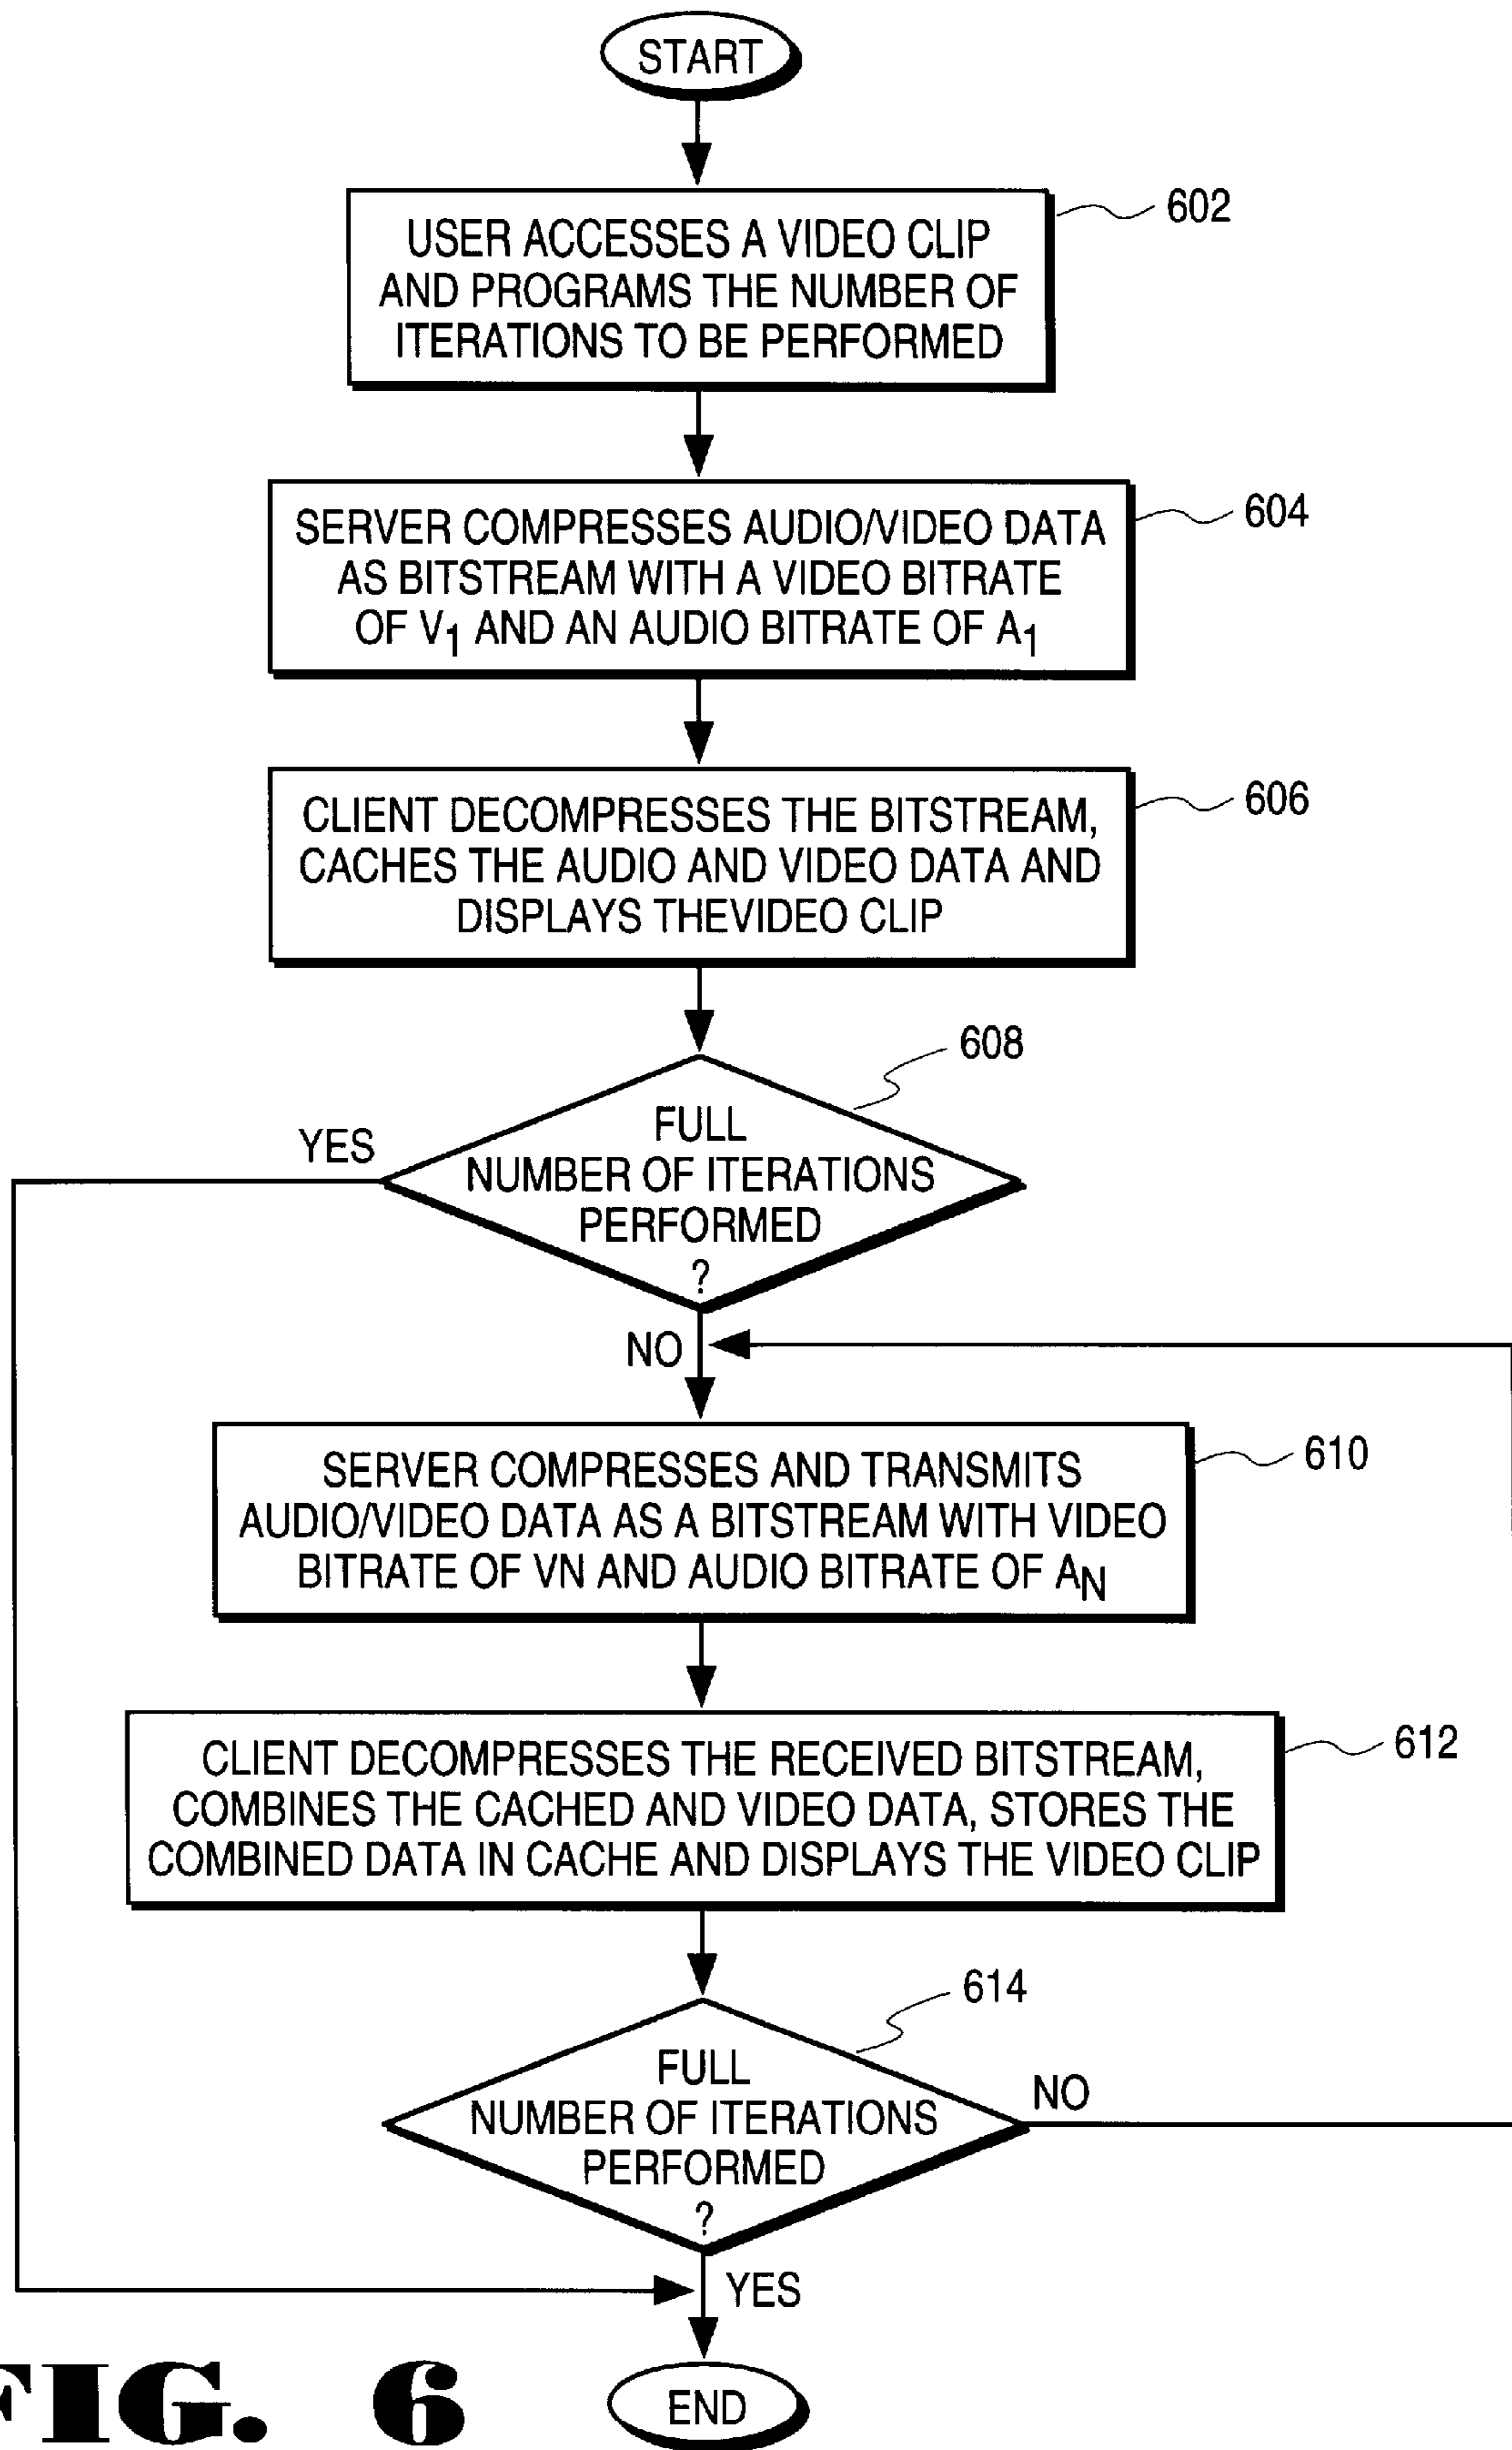 START
602
USER ACCESSES A VIDEO CLIP
AND PROGRAMS THE NUMBER OF
ITERATIONS TO BE PERFORMED
604
SERVER COMPRESSES AUDIO/VIDEO DATA
AS BITSTREAM WITH A VIDEO BITRATE
OF V1 AND AN AUDIO BITRATE OF A1
606
CLIENT DECOMPRESSES THE BITSTREAM,
CACHES THE AUDIO AND VIDEO DATA AND
DISPLAYS THEVIDEO CLIP
608
FULL
NUMBER OF ITERATIONS
PERFORMED
?
YES
NO
610
SERVER COMPRESSES AND TRANSMITS
AUDIO/VIDEO DATA AS A BITSTREAM WITH VIDEO
BITRATE OF VN AND AUDIO BITRATE OF AN
612
CLIENT DECOMPRESSES THE RECEIVED BITSTREAM,
COMBINES THE CACHED AND VIDEO DATA, STORES THE
COMBINED DATA IN CACHE AND DISPLAYS THE VIDEO CLIP
614
FULL
NUMBER OF ITERATIONS
PERFORMED
?
NO
YES
END
FIG. 6